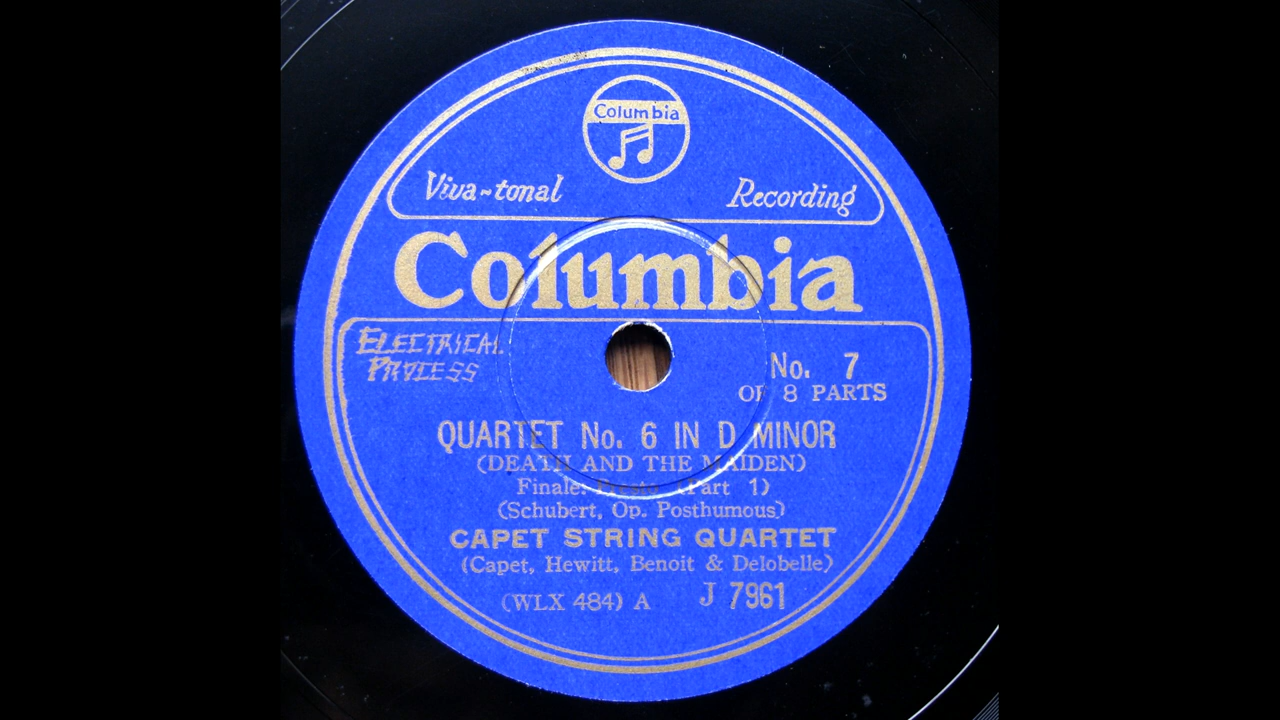 Columbia
Viva-tonal Recording
Columbia
ELECTRICAL
PROCESS
No. 7
OF 8 PARTS
QUARTET No. 6 IN D MINOR
(DEATH AND THE MAIDEN)
Finale: Presto (Part 1)
(Schubert, Op. Posthumous)
CAPET STRING QUARTET
(Capet, Hewitt, Benoit & Delobelle)
(WLX 484) A J 7961